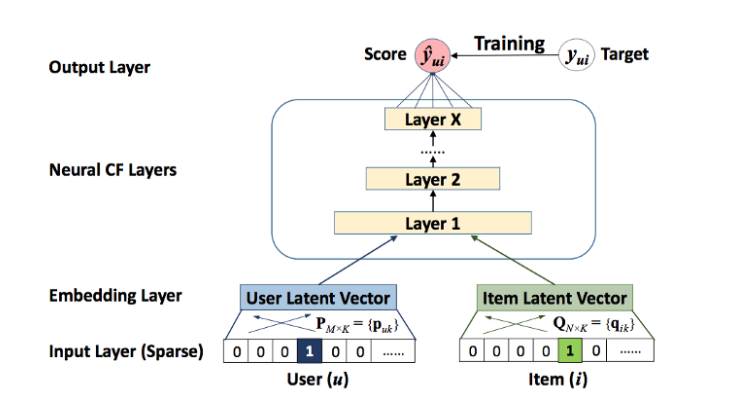 Score ŷui Training yui Target
Output Layer
Layer X
......
Neural CF Layers
Layer 2
Layer 1
Embedding Layer User Latent Vector Item Latent Vector
PM×K = {puk} QN×K = {qik}
Input Layer (Sparse) 0 0 0 1 0 0 ...... 0 0 0 0 1 0 ......
User (u) Item (i)